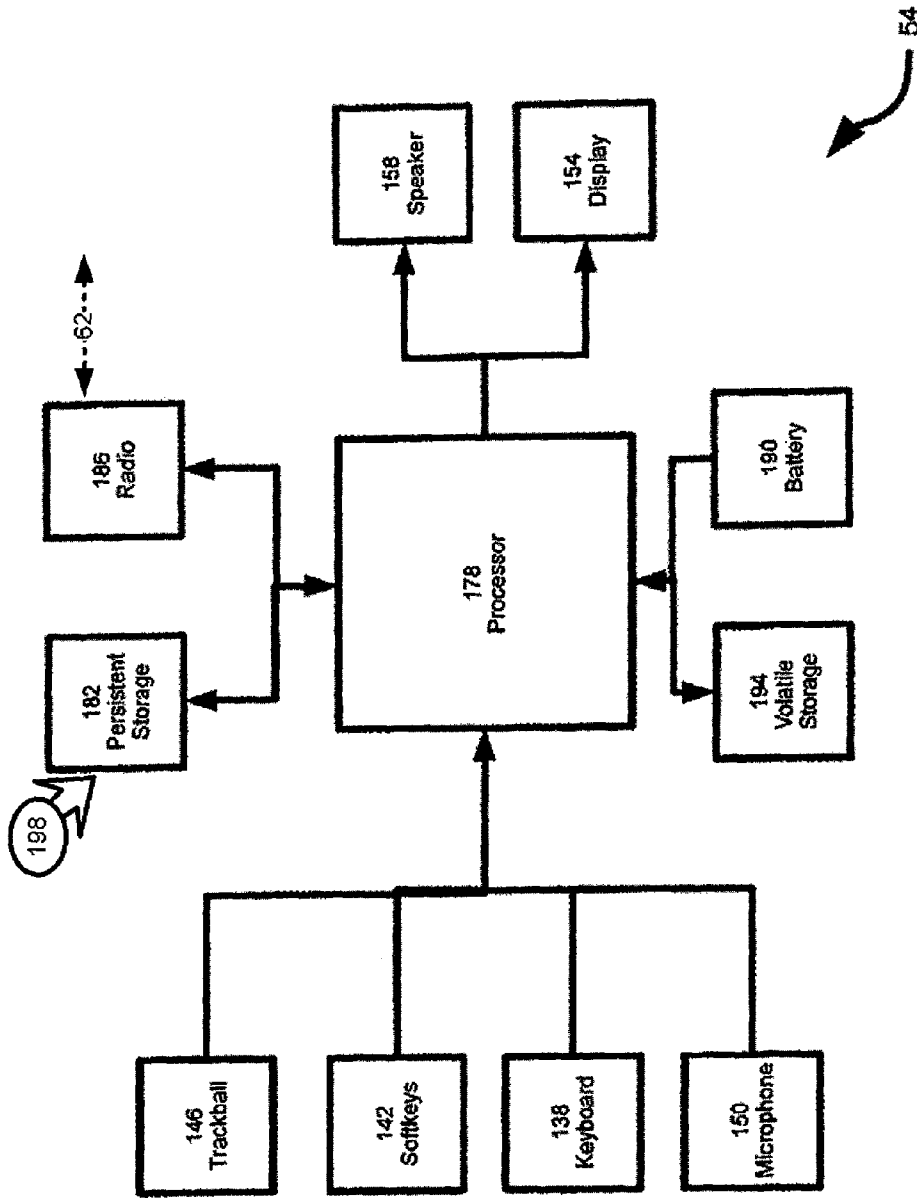 54
62
198
182
Persistent
Storage
186
Radio
158
Speaker
154
Display
178
Processor
146
Trackball
142
Softkeys
138
Keyboard
150
Microphone
194
Volatile
Storage
190
Battery